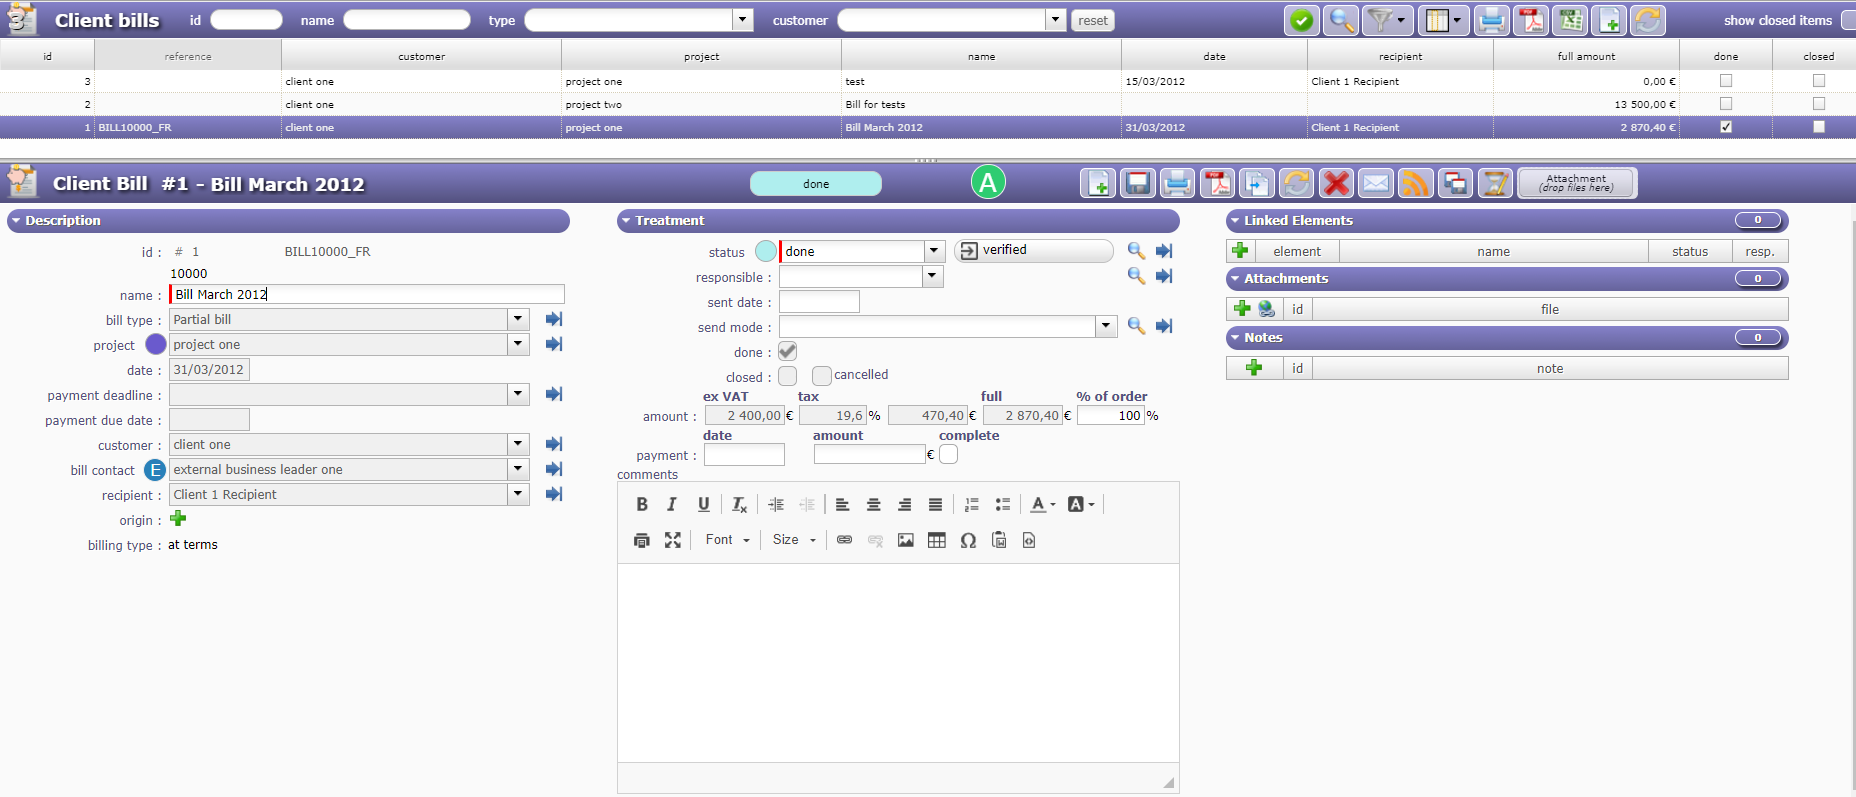 3 Client bills id name type customer reset show closed items
id reference customer project name date recipient full amount done closed
3 client one project one test 15/03/2012 Client 1 Recipient 0,00 €
2 client one project two Bill for tests 13 500,00 €
1 BILL10000_FR client one project one Bill March 2012 31/03/2012 Client 1 Recipient 2 870,40 €
Client Bill #1 - Bill March 2012 done A Attachment
(drop files here)
Description
id : # 1 BILL10000_FR
10000
name : Bill March 2012
bill type : Partial bill
project project one
date : 31/03/2012
payment deadline :
payment due date :
customer : client one
bill contact E external business leader one
recipient : Client 1 Recipient
origin :
billing type : at terms
Treatment
status done verified
responsible :
sent date :
send mode :
done :
closed : cancelled
ex VAT tax full % of order
amount : 2 400,00 € 19,6 % 470,40 € 2 870,40 € 100 %
date amount complete
payment : €
comments
B I U Tx A A
Font Size Ω
Linked Elements 0
element name status resp.
Attachments 0
id file
Notes 0
id note